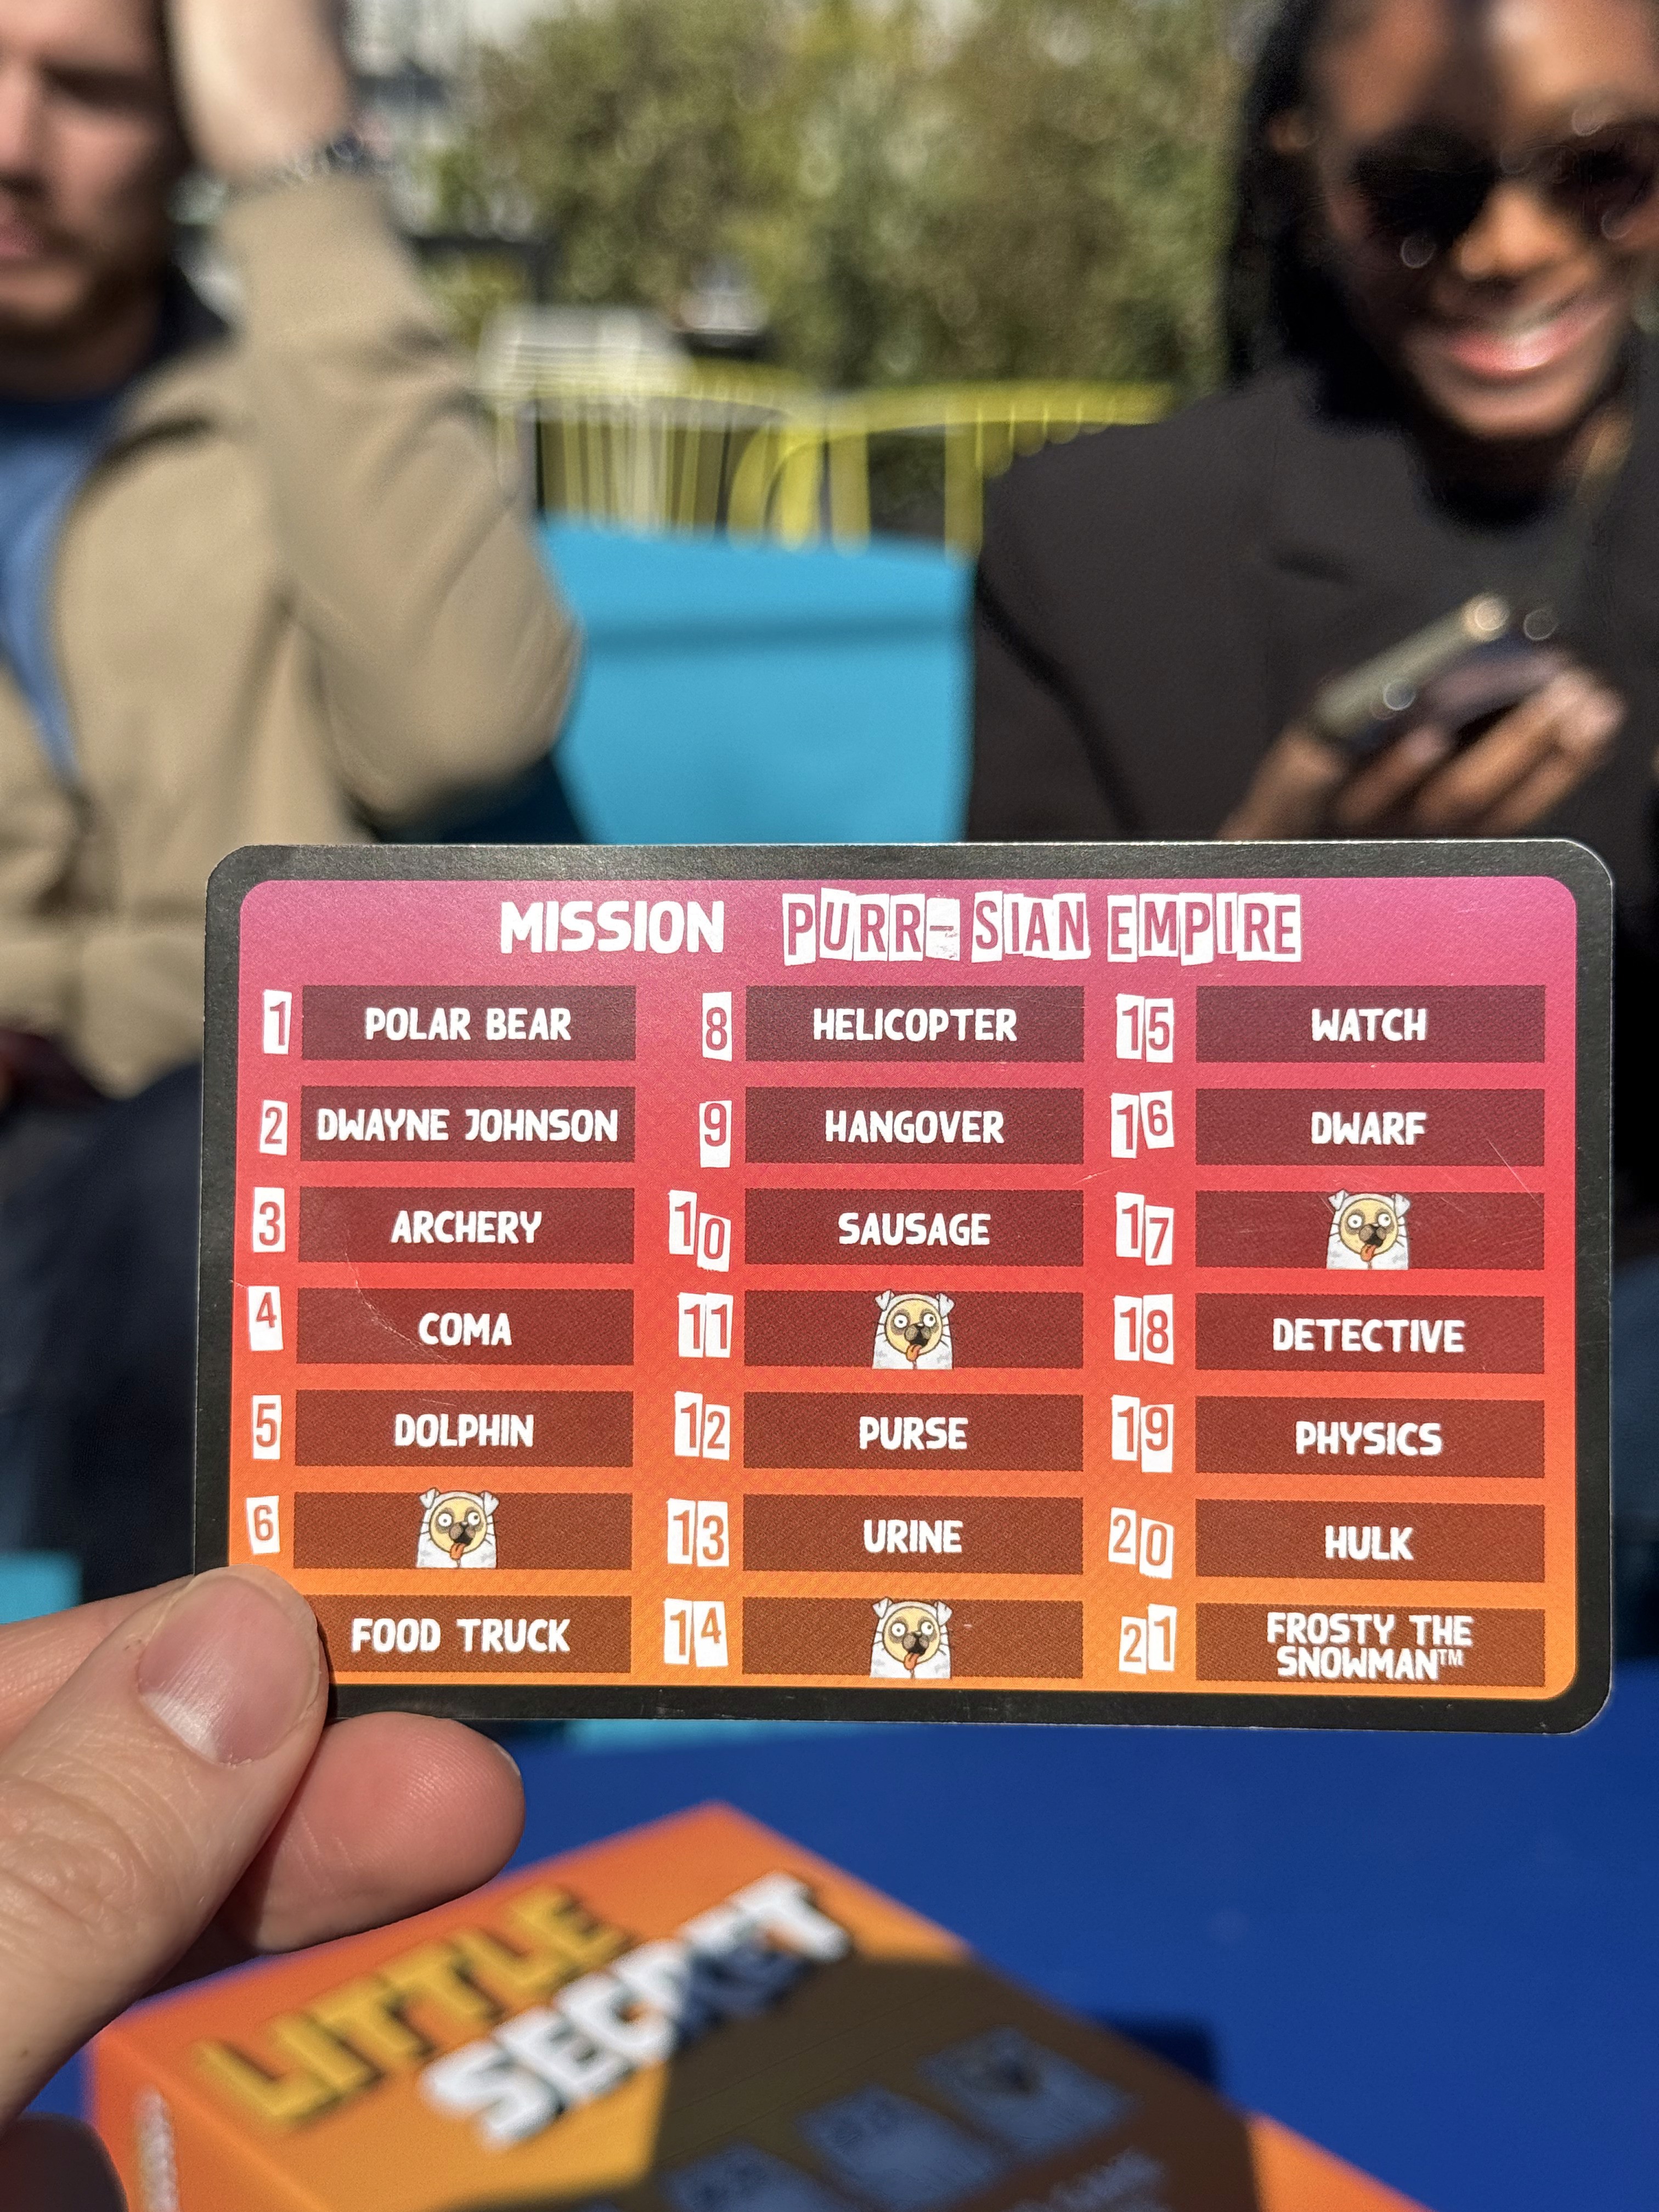 MISSION PURR-SIAN EMPIRE
1 POLAR BEAR
2 DWAYNE JOHNSON
3 ARCHERY
4 COMA
5 DOLPHIN
6
FOOD TRUCK
8 HELICOPTER
9 HANGOVER
10 SAUSAGE
11
12 PURSE
13 URINE
14
15 WATCH
16 DWARF
17
18 DETECTIVE
19 PHYSICS
20 HULK
21 FROSTY THE
SNOWMAN™
LITTLE
SECRET